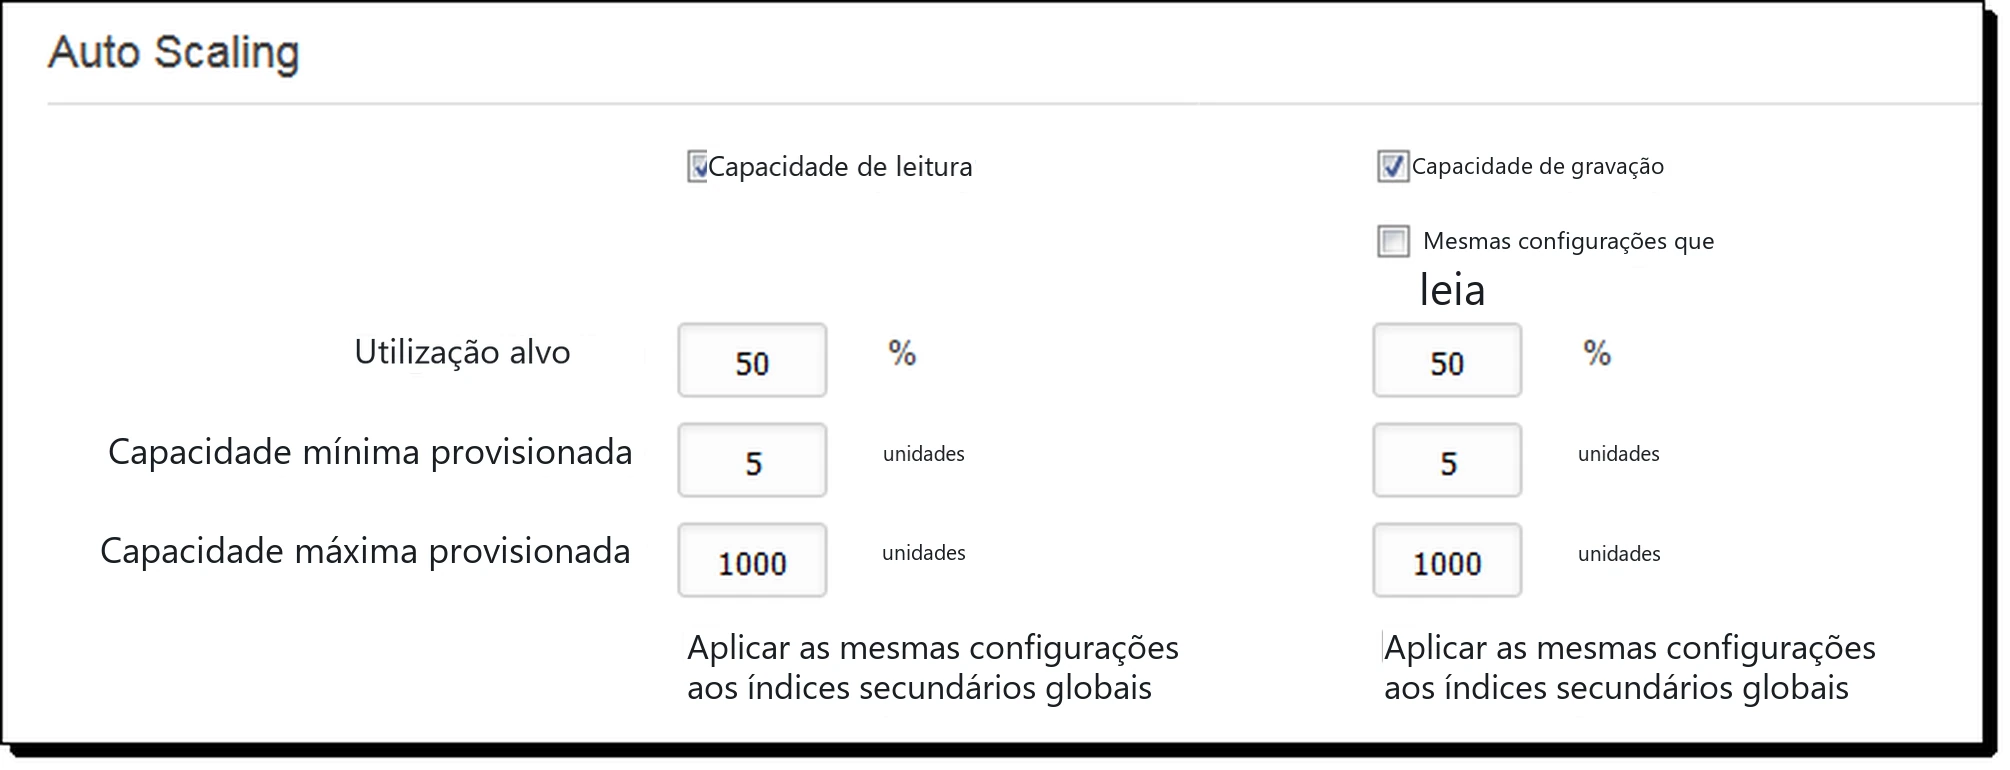 Auto Scaling
Capacidade de leitura
Capacidade de gravação
Mesmas configurações que
leia
Utilização alvo 50 % 50 %
Capacidade mínima provisionada 5 unidades 5 unidades
Capacidade máxima provisionada 1000 unidades 1000 unidades
Aplicar as mesmas configurações
aos índices secundários globais
Aplicar as mesmas configurações
aos índices secundários globais